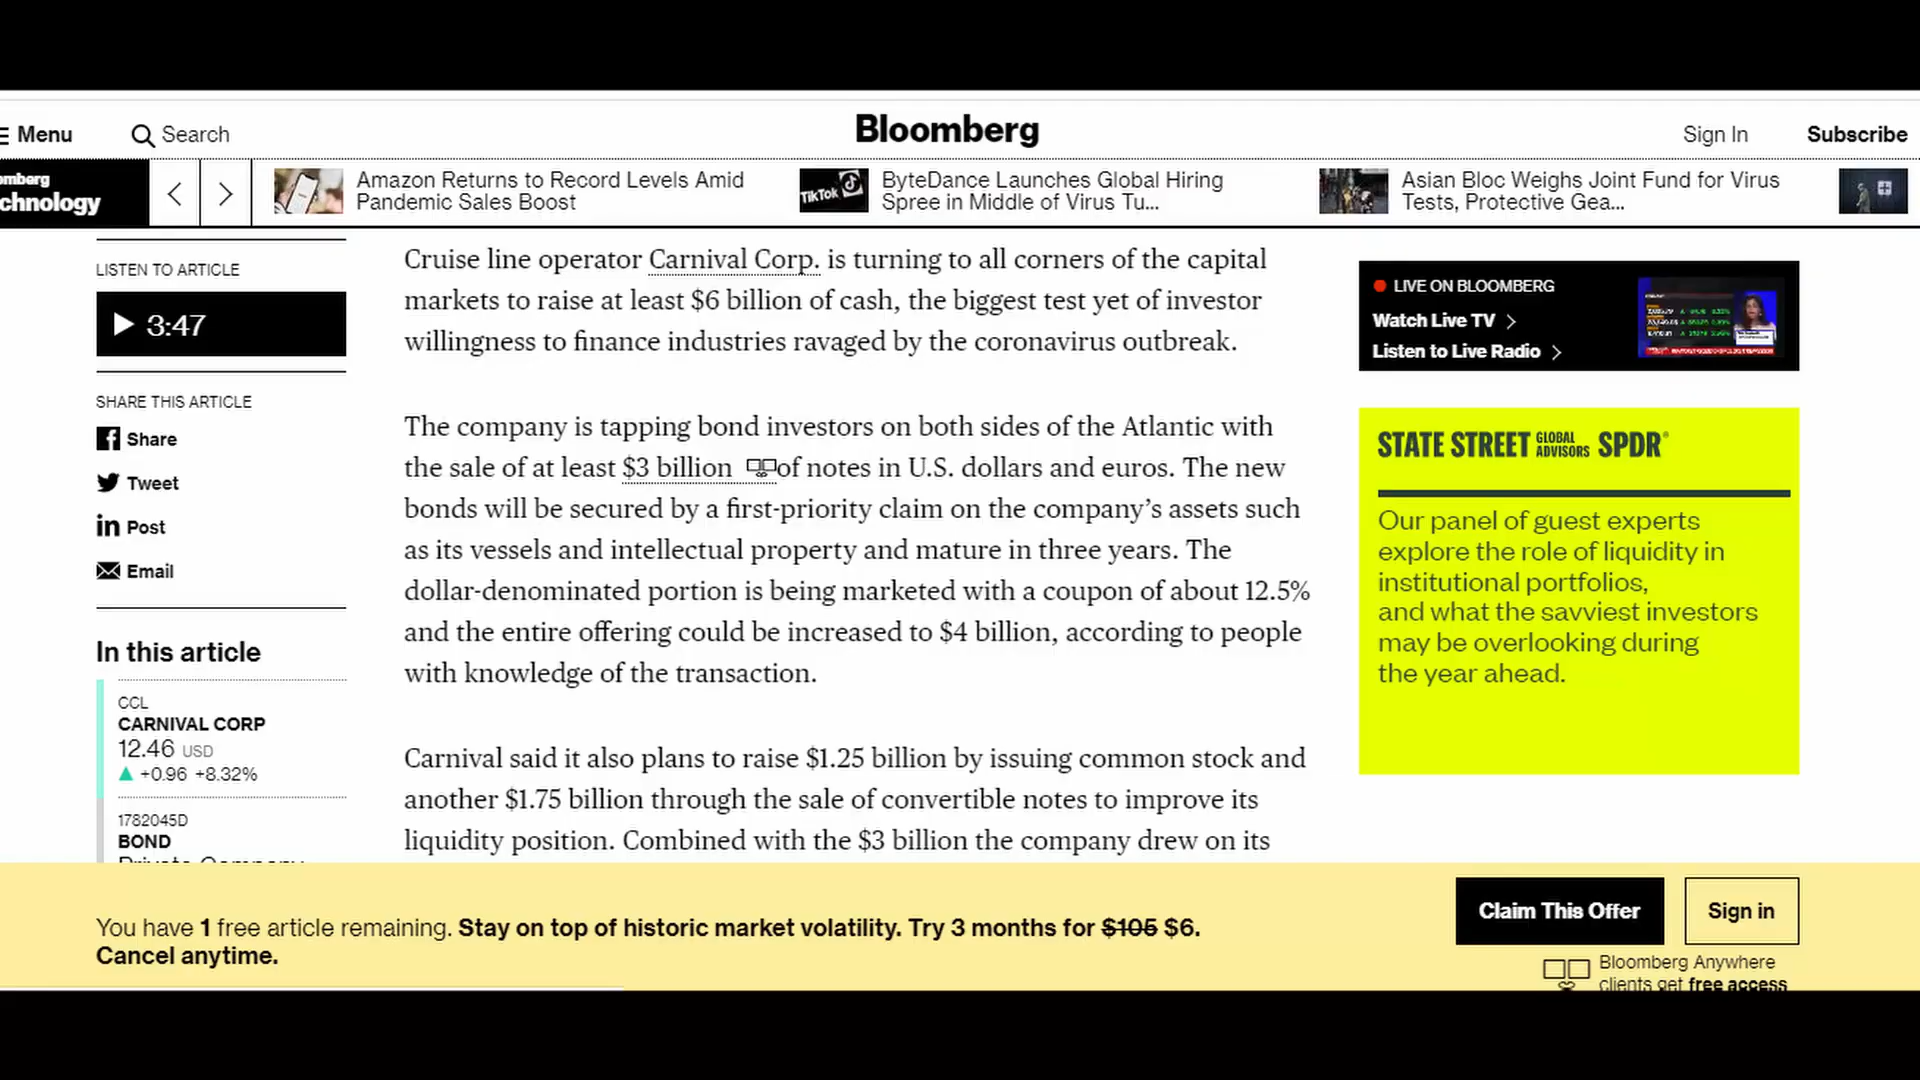 Menu
Search
Bloomberg
Sign In
Subscribe
omberg
chnology
Amazon Returns to Record Levels Amid
Pandemic Sales Boost
TikTok
ByteDance Launches Global Hiring
Spree in Middle of Virus Tu...
Asian Bloc Weighs Joint Fund for Virus
Tests, Protective Gea...
LISTEN TO ARTICLE
3:47
SHARE THIS ARTICLE
Share
Tweet
Post
Email
In this article
CCL
CARNIVAL CORP
12.46 USD
+0.96 +8.32%
1782045D
BOND
Private Company
Cruise line operator Carnival Corp. is turning to all corners of the capital
markets to raise at least $6 billion of cash, the biggest test yet of investor
willingness to finance industries ravaged by the coronavirus outbreak.
The company is tapping bond investors on both sides of the Atlantic with
the sale of at least $3 billion of notes in U.S. dollars and euros. The new
bonds will be secured by a first-priority claim on the company’s assets such
as its vessels and intellectual property and mature in three years. The
dollar-denominated portion is being marketed with a coupon of about 12.5%
and the entire offering could be increased to $4 billion, according to people
with knowledge of the transaction.
Carnival said it also plans to raise $1.25 billion by issuing common stock and
another $1.75 billion through the sale of convertible notes to improve its
liquidity position. Combined with the $3 billion the company drew on its
LIVE ON BLOOMBERG
Watch Live TV
Listen to Live Radio
STATE STREET GLOBAL ADVISORS SPDR®
Our panel of guest experts
explore the role of liquidity in
institutional portfolios,
and what the savviest investors
may be overlooking during
the year ahead.
You have 1 free article remaining. Stay on top of historic market volatility. Try 3 months for $105 $6.
Cancel anytime.
Claim This Offer
Sign in
Bloomberg Anywhere
clients get free access